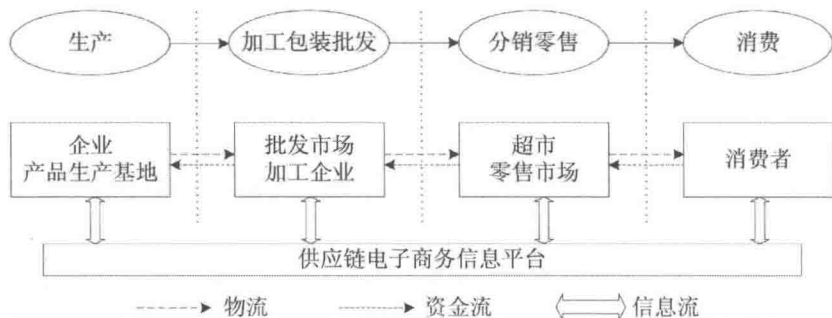 生产 加工包装批发 分销零售 消费
企业 批发市场 超市 消费者
产品生产基地 加工企业 零售市场
供应链电子商务信息平台
物流 资金流 信息流